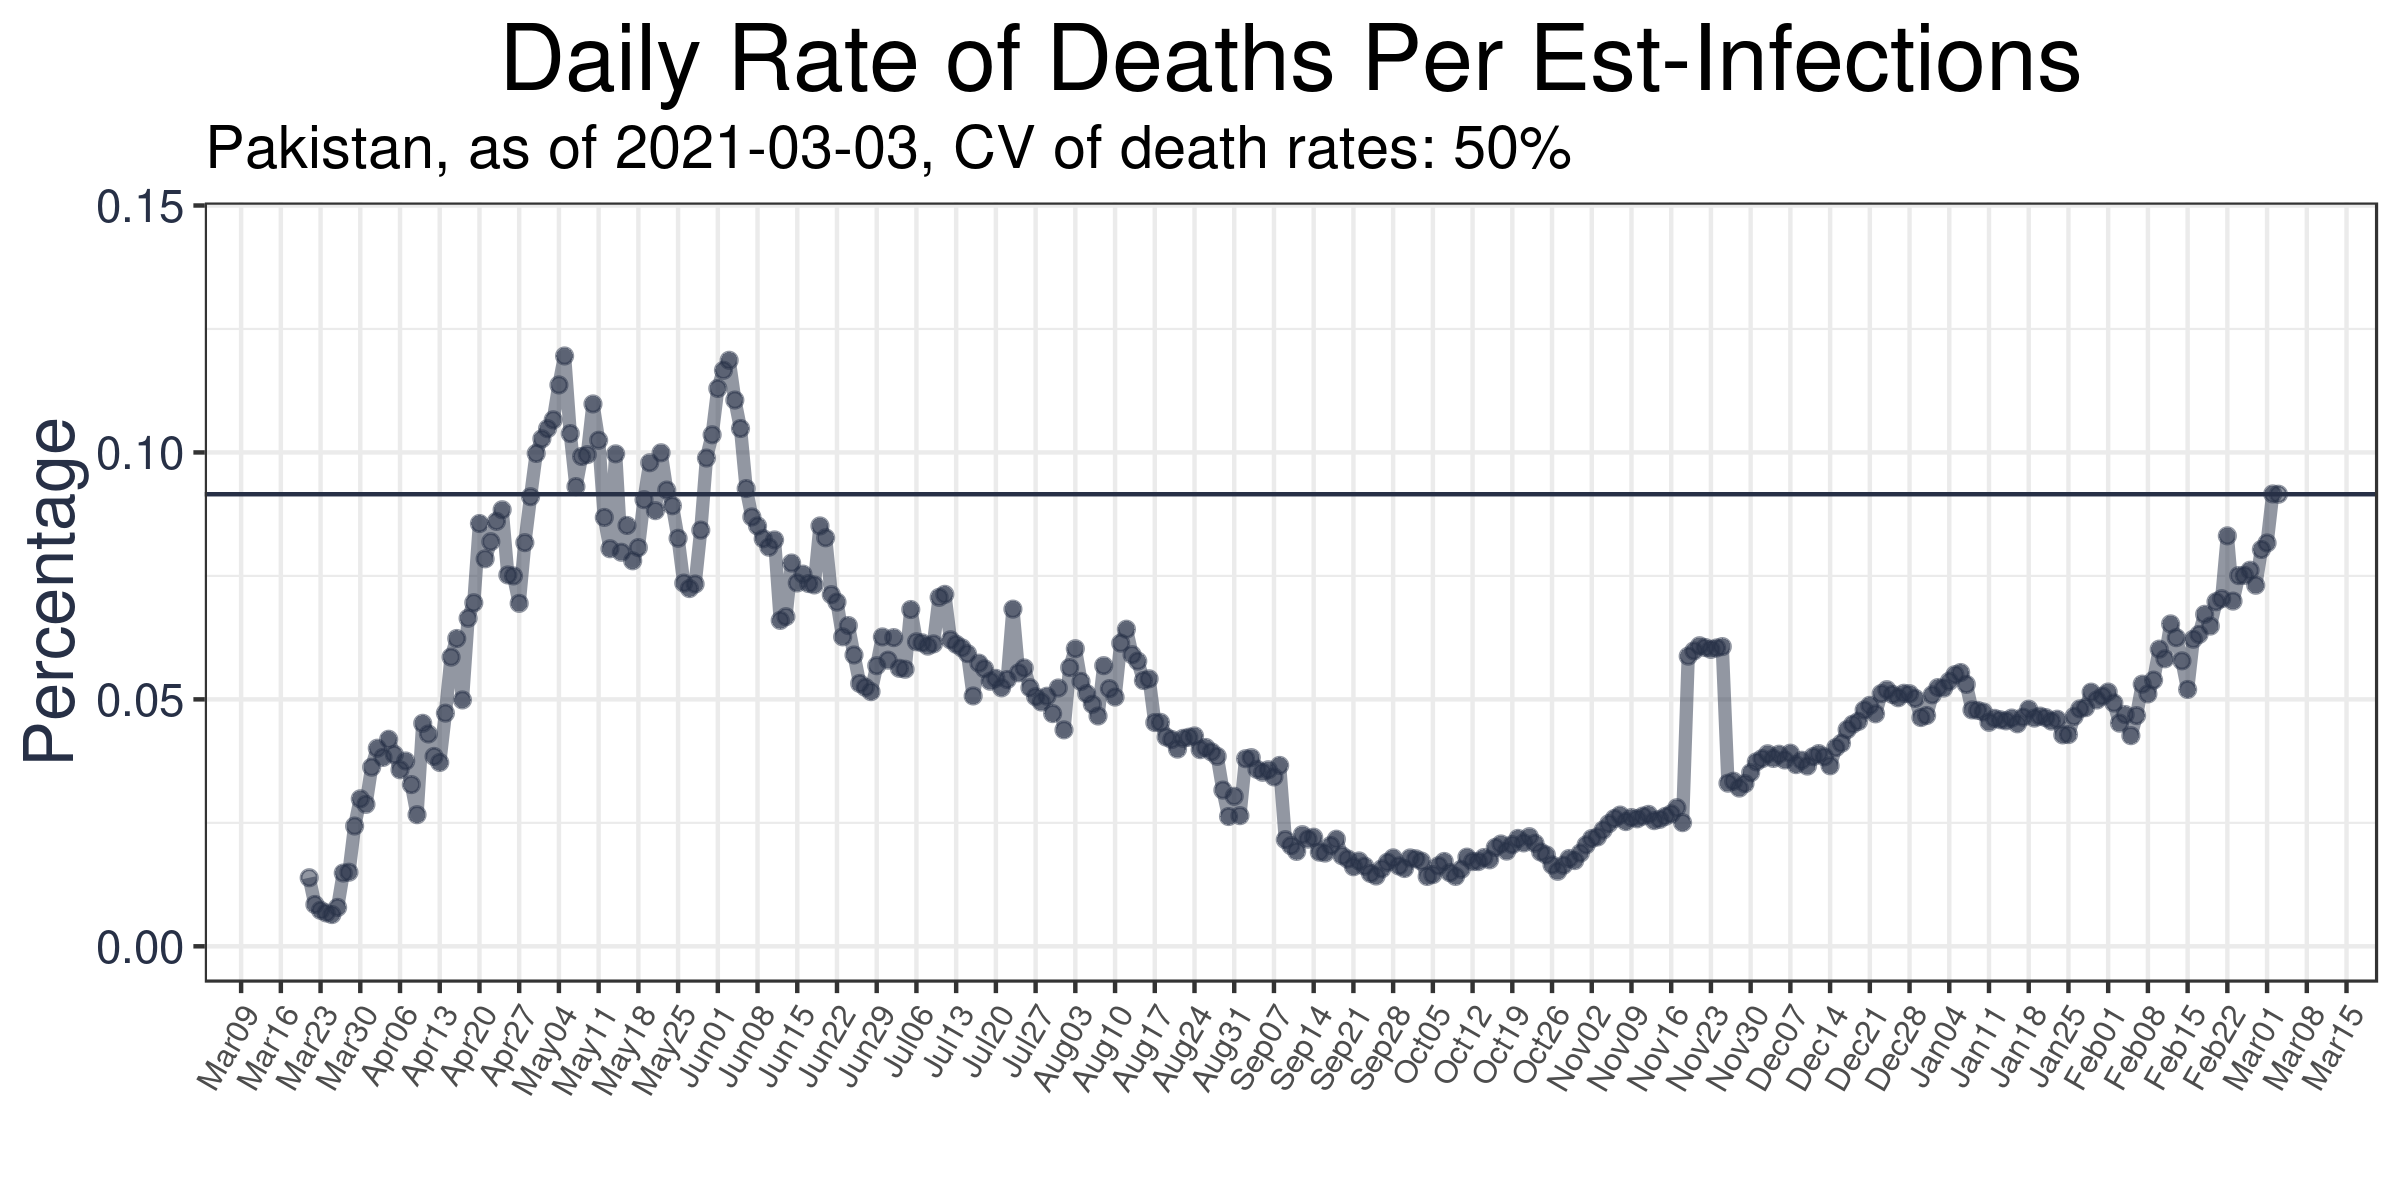 Daily Rate of Deaths Per Est-Infections
Pakistan, as of 2021-03-03, CV of death rates: 50%
Percentage
0.15
0.10
0.05
0.00
Mar09
Mar16
Mar23
Mar30
Apr06
Apr13
Apr20
Apr27
May04
May11
May18
May25
Jun01
Jun08
Jun15
Jun22
Jun29
Jul06
Jul13
Jul20
Jul27
Aug03
Aug10
Aug17
Aug24
Aug31
Sep07
Sep14
Sep21
Sep28
Oct05
Oct12
Oct19
Oct26
Nov02
Nov09
Nov16
Nov23
Nov30
Dec07
Dec14
Dec21
Dec28
Jan04
Jan11
Jan18
Jan25
Feb01
Feb08
Feb15
Feb22
Mar01
Mar08
Mar15